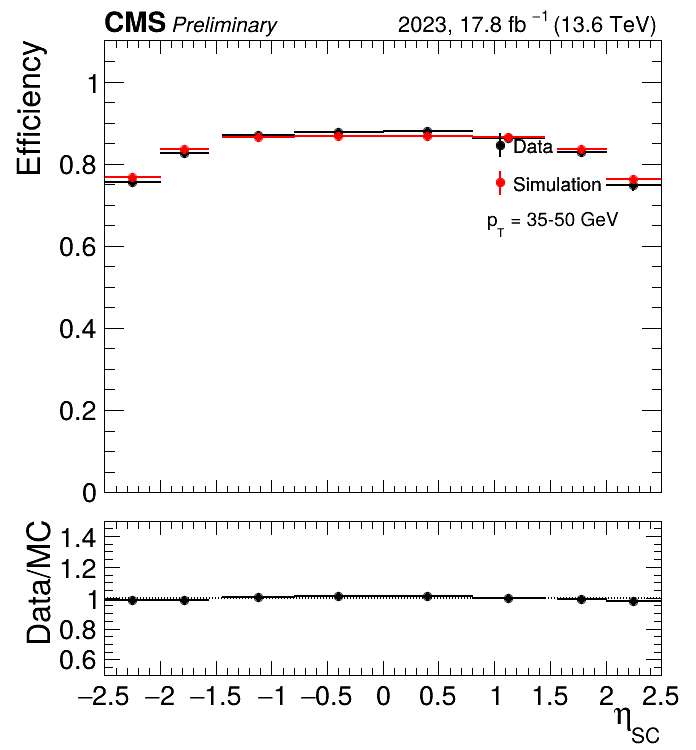 CMS Preliminary 2023, 17.8 fb⁻¹ (13.6 TeV)
Efficiency
1
0.8
0.6
0.4
0.2
0
Data
Simulation
p_T = 35-50 GeV
Data/MC
1.4
1.2
1
0.8
0.6
−2.5 −2 −1.5 −1 −0.5 0 0.5 1 1.5 2 2.5
η_SC